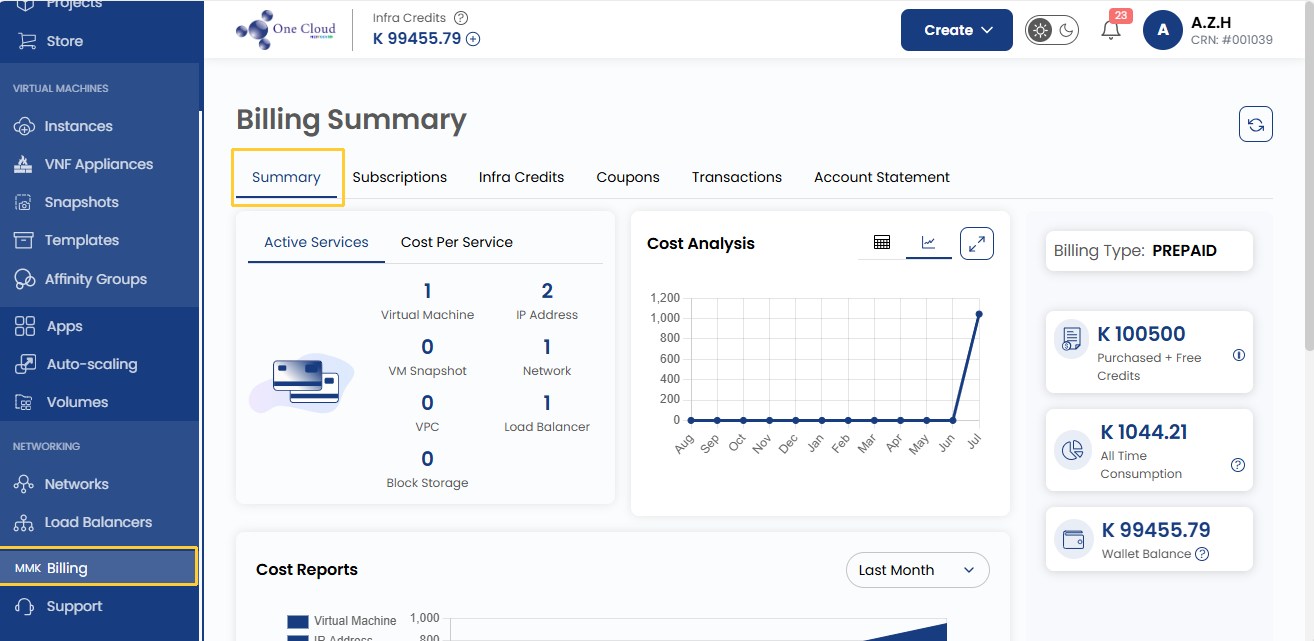 Projects
Store
VIRTUAL MACHINES
Instances
VNF Appliances
Snapshots
Templates
Affinity Groups
Apps
Auto-scaling
Volumes
NETWORKING
Networks
Load Balancers
MMK Billing
Support
One Cloud
Infra Credits ?
K 99455.79
Create
23
A
A.Z.H
CRN: #001039
Billing Summary
Summary
Subscriptions
Infra Credits
Coupons
Transactions
Account Statement
Active Services
Cost Per Service
1
Virtual Machine
2
IP Address
0
VM Snapshot
1
Network
0
VPC
1
Load Balancer
0
Block Storage
Cost Analysis
1,200
1,000
800
600
400
200
0
Aug
Sep
Oct
Nov
Dec
Jan
Feb
Mar
Apr
May
Jun
Jul
Billing Type: PREPAID
K 100500
Purchased + Free
Credits
K 1044.21
All Time
Consumption
?
K 99455.79
Wallet Balance ?
Cost Reports
Last Month
Virtual Machine
IP Address
1,000
800